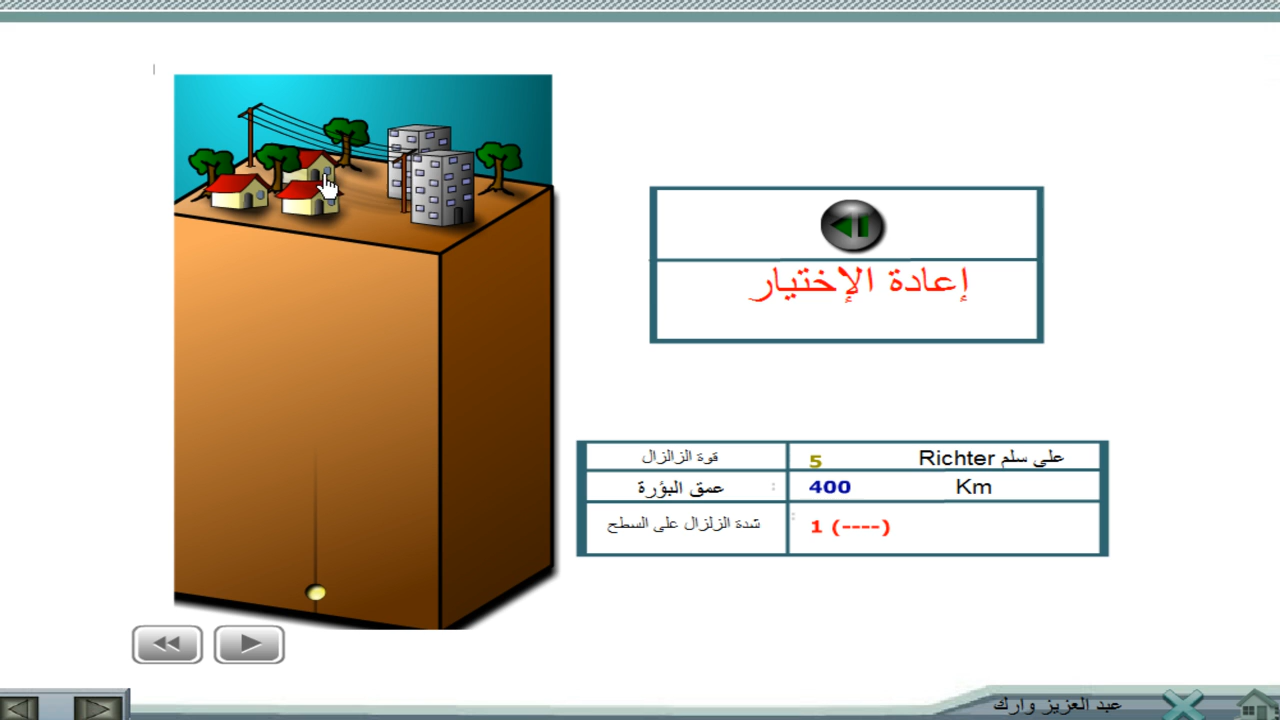 إعادة الإختيار
قوة الزالزال 5 على سلم Richter
عمق البؤرة : 400 Km
شدة الزلزال على السطح : 1 (----)
عبد العزيز وارك